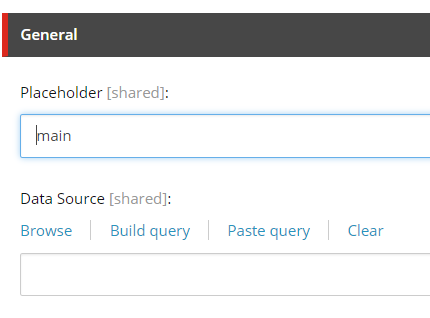 General
Placeholder [shared]:
main
Data Source [shared]:
Browse Build query Paste query Clear